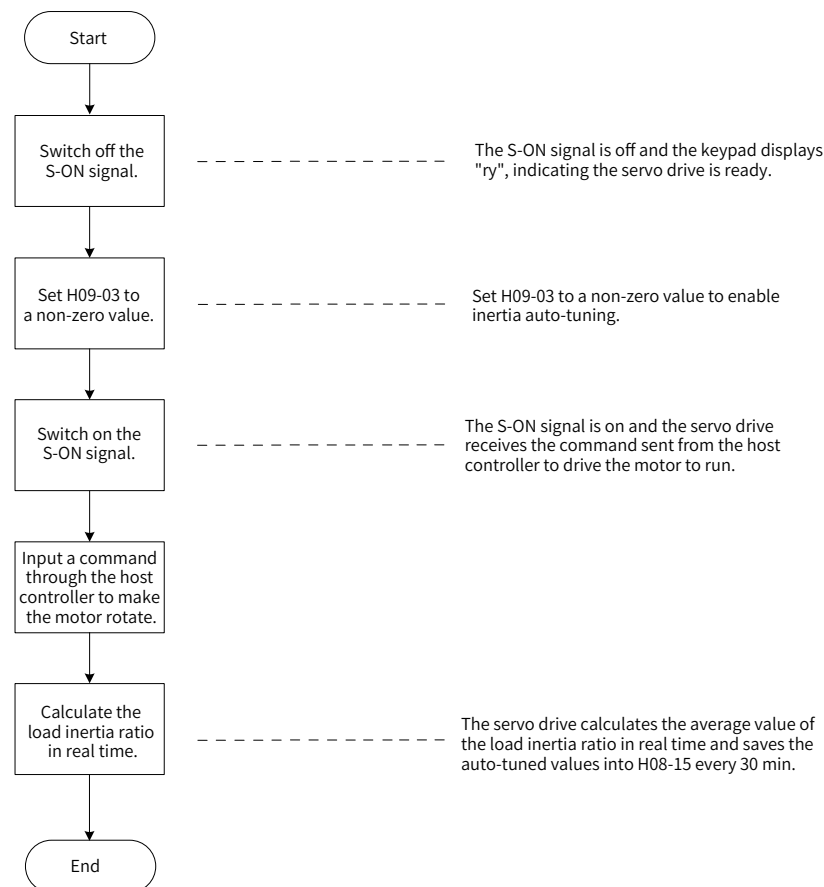 Start
Switch off the
S-ON signal.
The S-ON signal is off and the keypad displays
"ry", indicating the servo drive is ready.
Set H09-03 to
a non-zero value.
Set H09-03 to a non-zero value to enable
inertia auto-tuning.
Switch on the
S-ON signal.
The S-ON signal is on and the servo drive
receives the command sent from the host
controller to drive the motor to run.
Input a command
through the host
controller to make
the motor rotate.
Calculate the
load inertia ratio
in real time.
The servo drive calculates the average value of
the load inertia ratio in real time and saves the
auto-tuned values into H08-15 every 30 min.
End